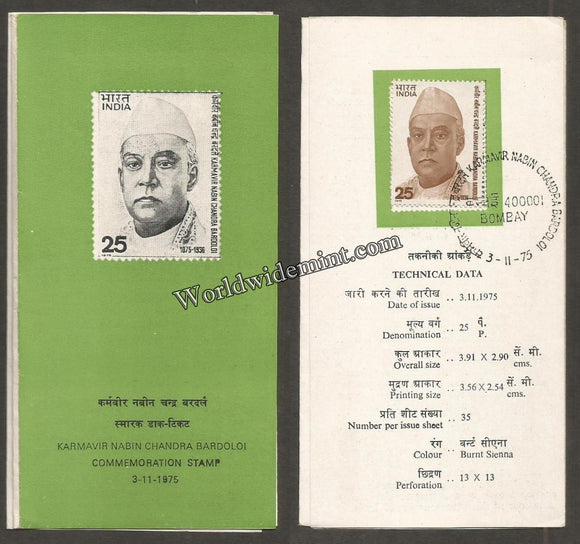 भारत
INDIA
कर्मवीर नबीन चन्द्र बरदलै KARMAVIR NABIN CHANDRA BARDOLOI
25
1875-1936
कर्मवीर नबीन चन्द्र बरदलै
स्मारक डाक-टिकट
KARMAVIR NABIN CHANDRA BARDOLOI
COMMEMORATION STAMP
3-11-1975
भारत
INDIA
25
KARMAVIR NABIN CHANDRA BARDOLOI
400001
BOMBAY
3-11-75
तकनीकी आंकड़े
TECHNICAL DATA
जारी करने की तारीख .. 3.11.1975
Date of issue
मूल्य वर्ग .. 25 पै.
Denomination P.
कुल आकार .. 3.91 X 2.90 सें. मी.
Overall size cms.
मुद्रण आकार .. 3.56 X 2.54 सें. मी.
Printing size cms.
प्रति शीट संख्या .. 35
Number per issue sheet
रंग .. बर्न्ट सीएना
Colour Burnt Sienna
छिद्रण .. 13 X 13
Perforation
Worldwidemint.com